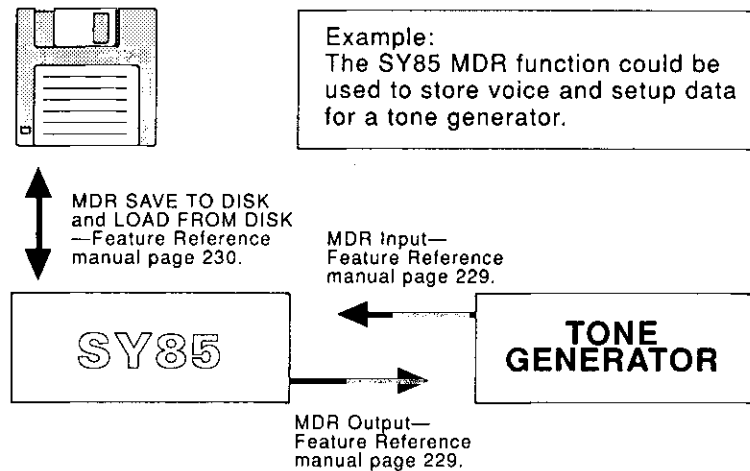 Example:
The SY85 MDR function could be
used to store voice and setup data
for a tone generator.
MDR SAVE TO DISK
and LOAD FROM DISK
—Feature Reference
manual page 230.
MDR Input—
Feature Reference
manual page 229.
SY85
TONE
GENERATOR
MDR Output—
Feature Reference
manual page 229.